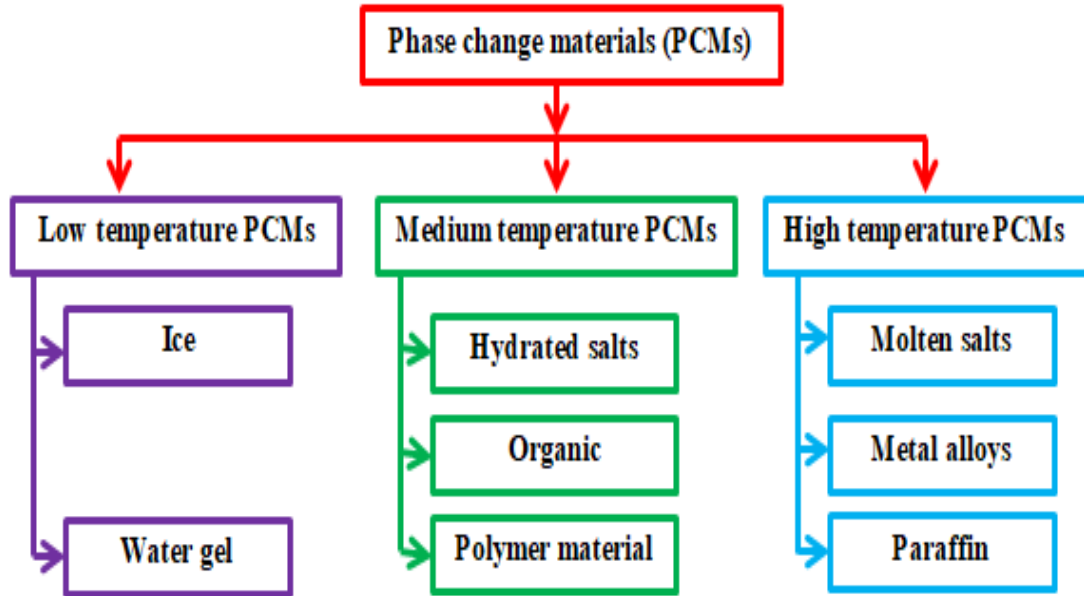 Phase change materials (PCMs)
Low temperature PCMs
Medium temperature PCMs
High temperature PCMs
Ice
Water gel
Hydrated salts
Organic
Polymer material
Molten salts
Metal alloys
Paraffin